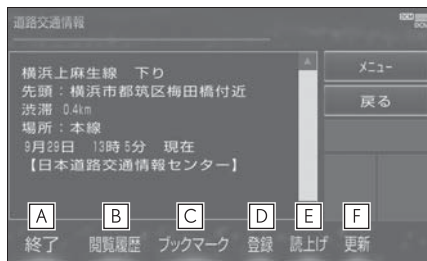 道路交通情報
横浜上麻生線 下り
先頭：横浜市都筑区梅田橋付近
渋滞 0.4km
場所：本線
9月29日 13時 5分 現在
【日本道路交通情報センター】
メニュー
戻る
A B C D E F
終了 閲覧履歴 ブックマーク 登録 読上げ 更新